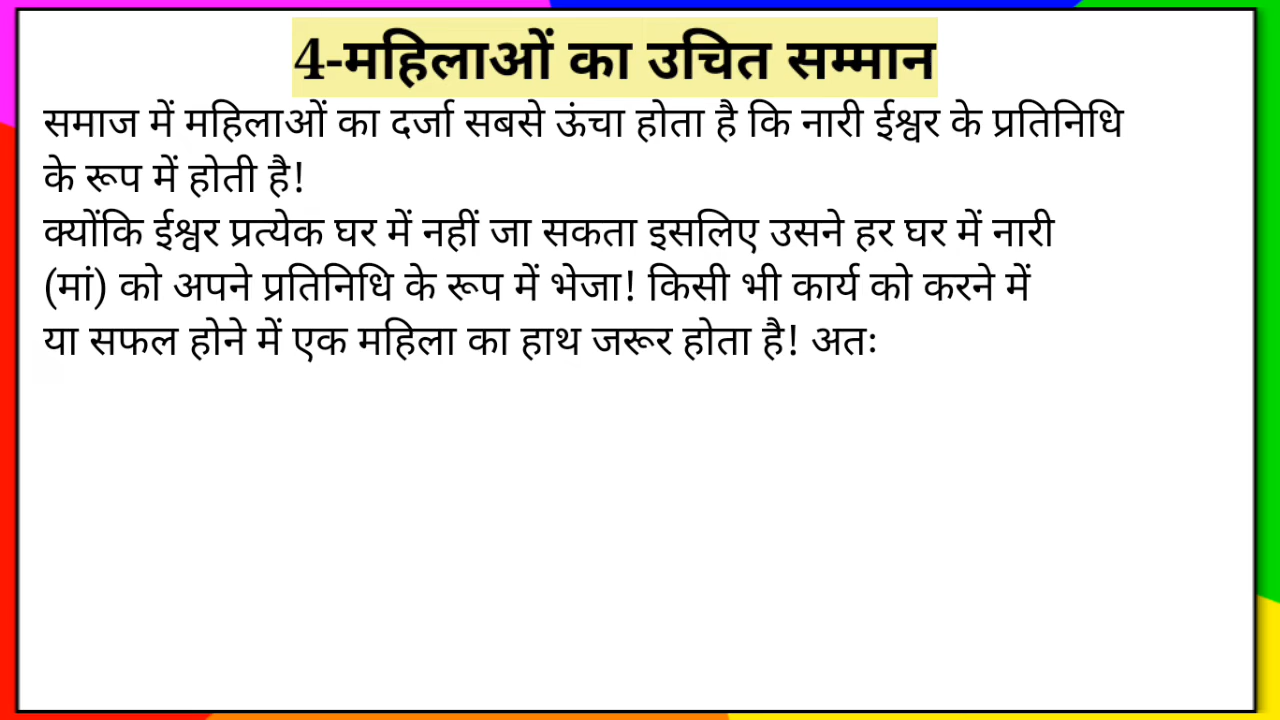 4-महिलाओं का उचित सम्मान
समाज में महिलाओं का दर्जा सबसे ऊंचा होता है कि नारी ईश्वर के प्रतिनिधि
के रूप में होती है!
क्योंकि ईश्वर प्रत्येक घर में नहीं जा सकता इसलिए उसने हर घर में नारी
(मां) को अपने प्रतिनिधि के रूप में भेजा! किसी भी कार्य को करने में
या सफल होने में एक महिला का हाथ जरूर होता है! अतः